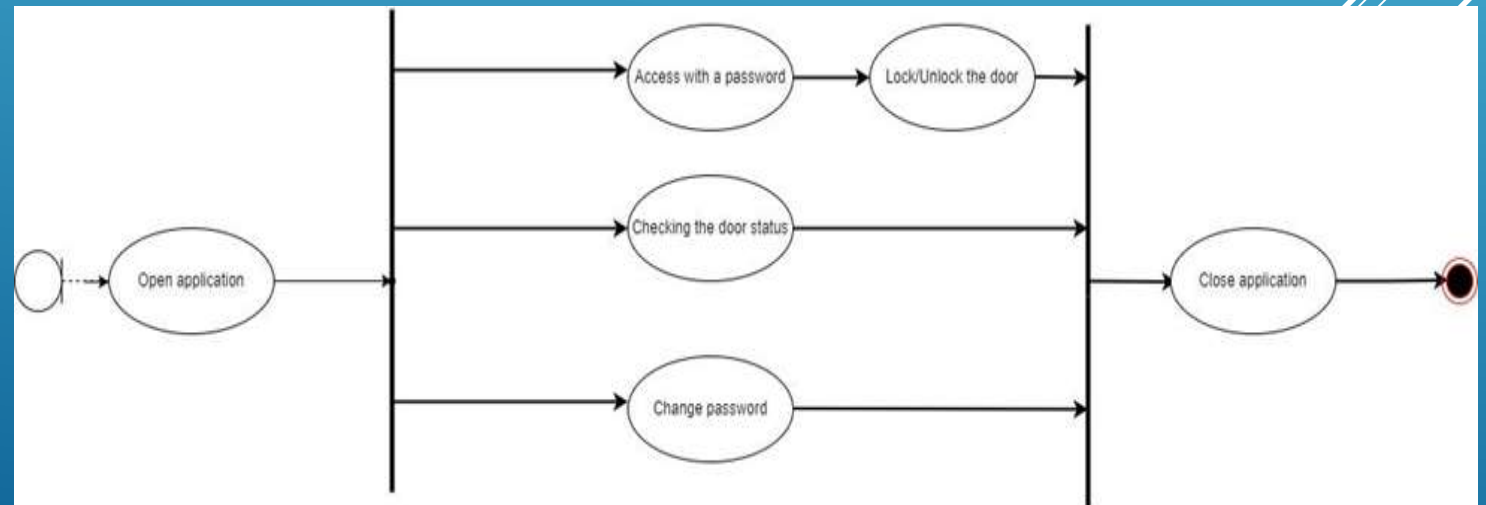 Access with a password
Lock/Unlock the door
Checking the door status
Open application
Close application
Change password